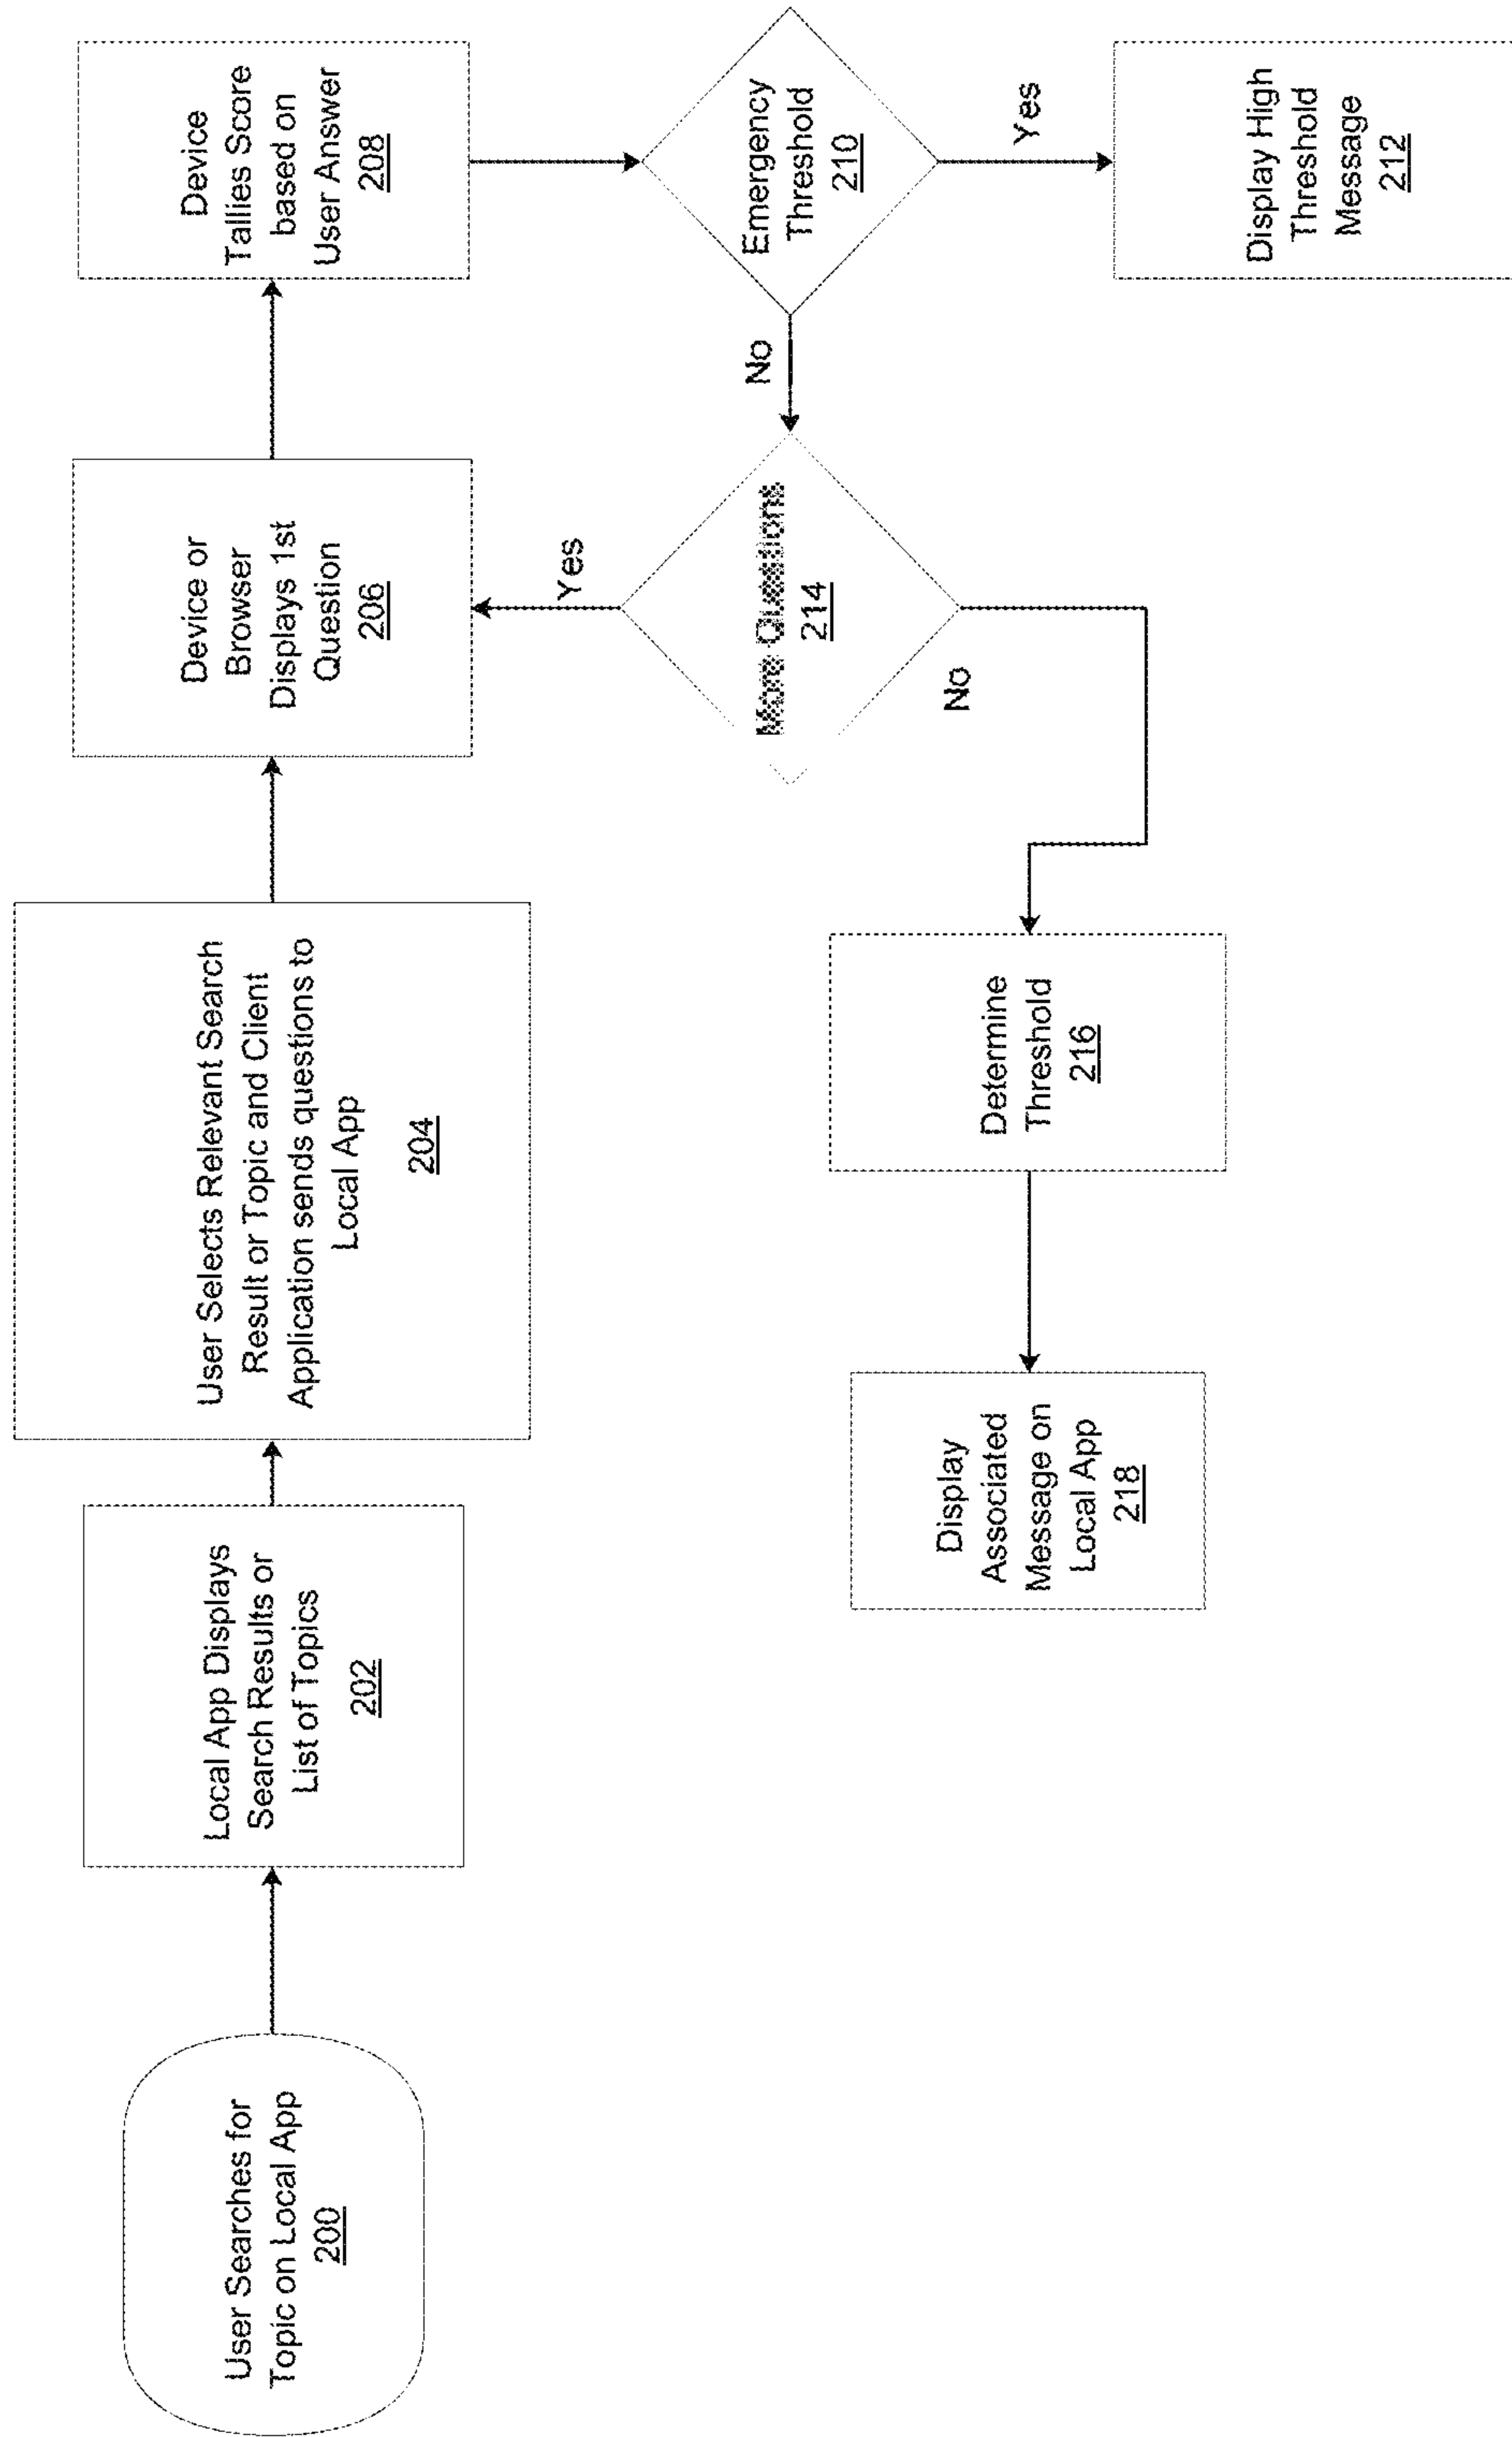 User Searches for
Topic on Local App
200
Local App Displays
Search Results or
List of Topics
202
User Selects Relevant Search
Result or Topic and Client
Application sends questions to
Local App
204
Device or
Browser
Displays 1st
Question
206
Device
Tallies Score
based on
User Answer
208
Emergency
Threshold
210
Yes
Display High
Threshold
Message
212
No
More Questions
214
Yes
No
Determine
Threshold
216
Display
Associated
Message on
Local App
218